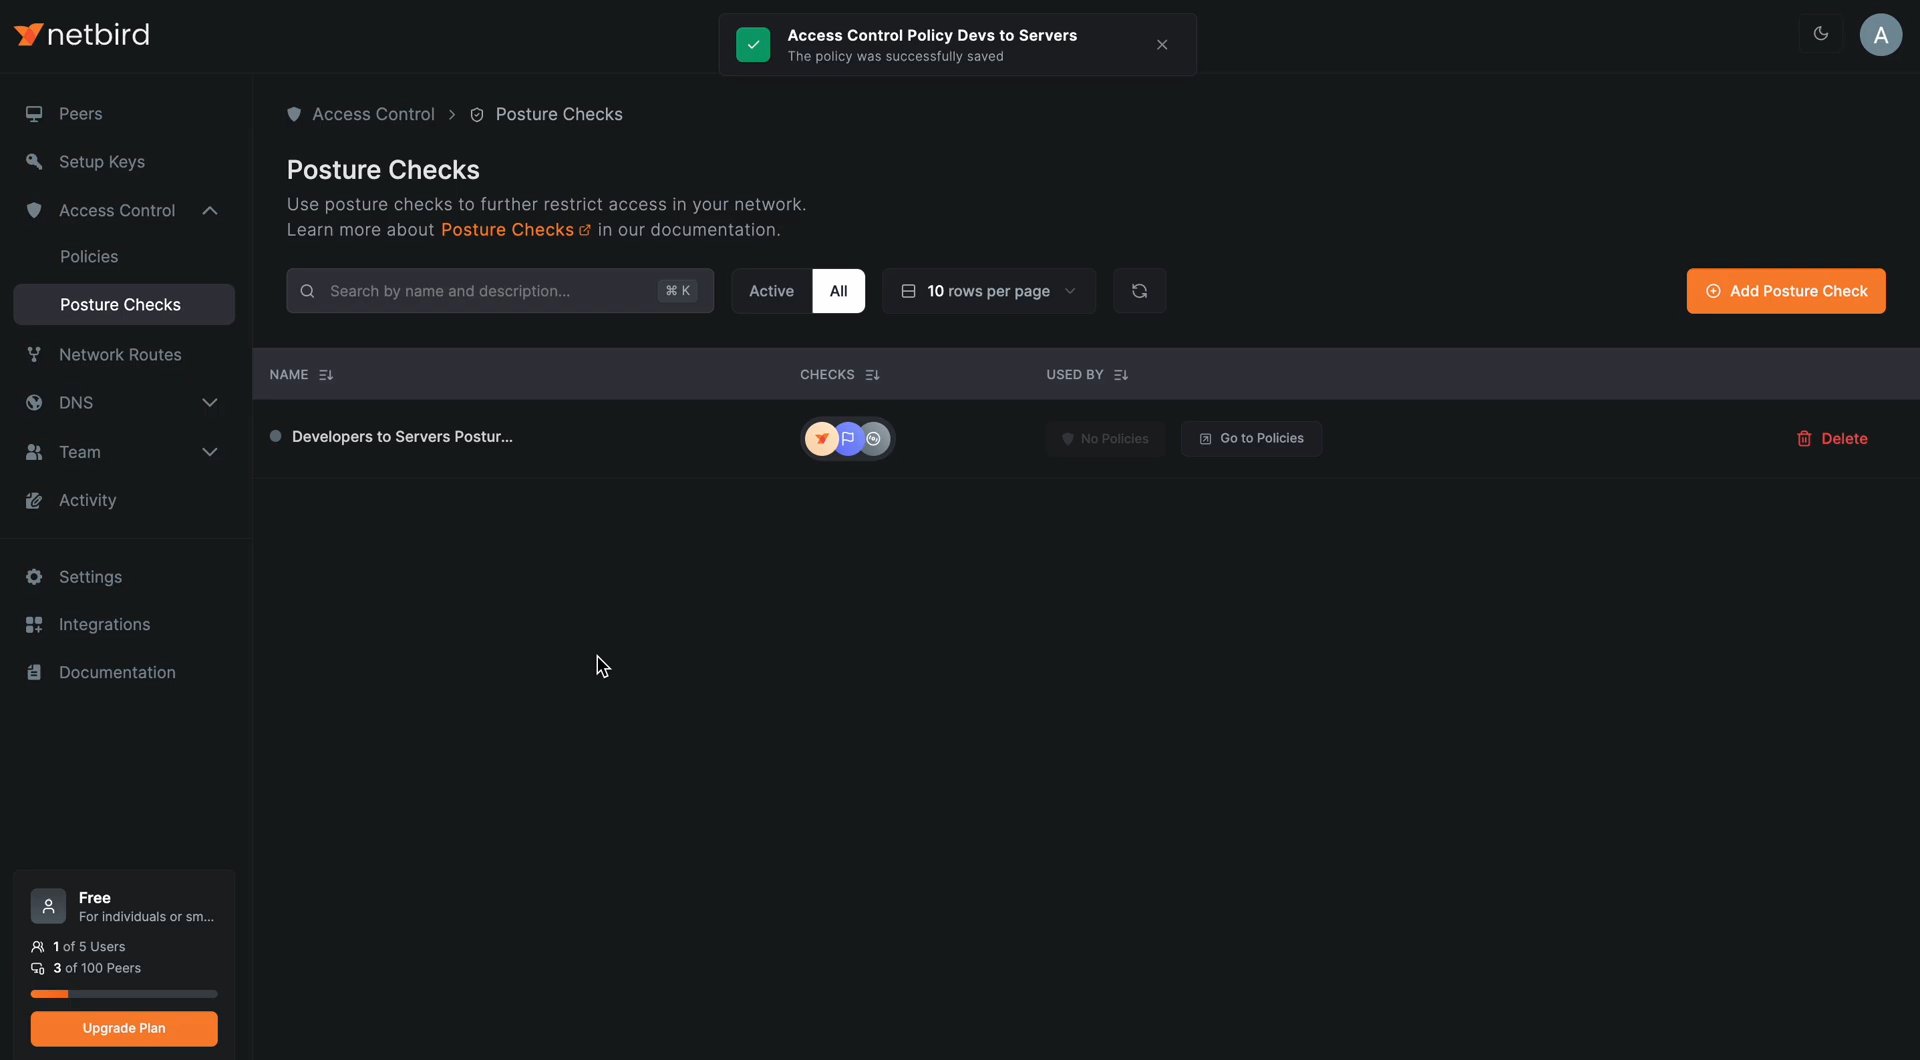 netbird
Access Control Policy Devs to Servers
The policy was successfully saved
A
Peers
Setup Keys
Access Control
Policies
Posture Checks
Network Routes
DNS
Team
Activity
Settings
Integrations
Documentation
Free
For individuals or sm...
1 of 5 Users
3 of 100 Peers
Upgrade Plan
Access Control > Posture Checks
Posture Checks
Use posture checks to further restrict access in your network.
Learn more about Posture Checks in our documentation.
Search by name and description... ⌘ K
Active All
10 rows per page
Add Posture Check
NAME CHECKS USED BY
Developers to Servers Postur... No Policies Go to Policies Delete